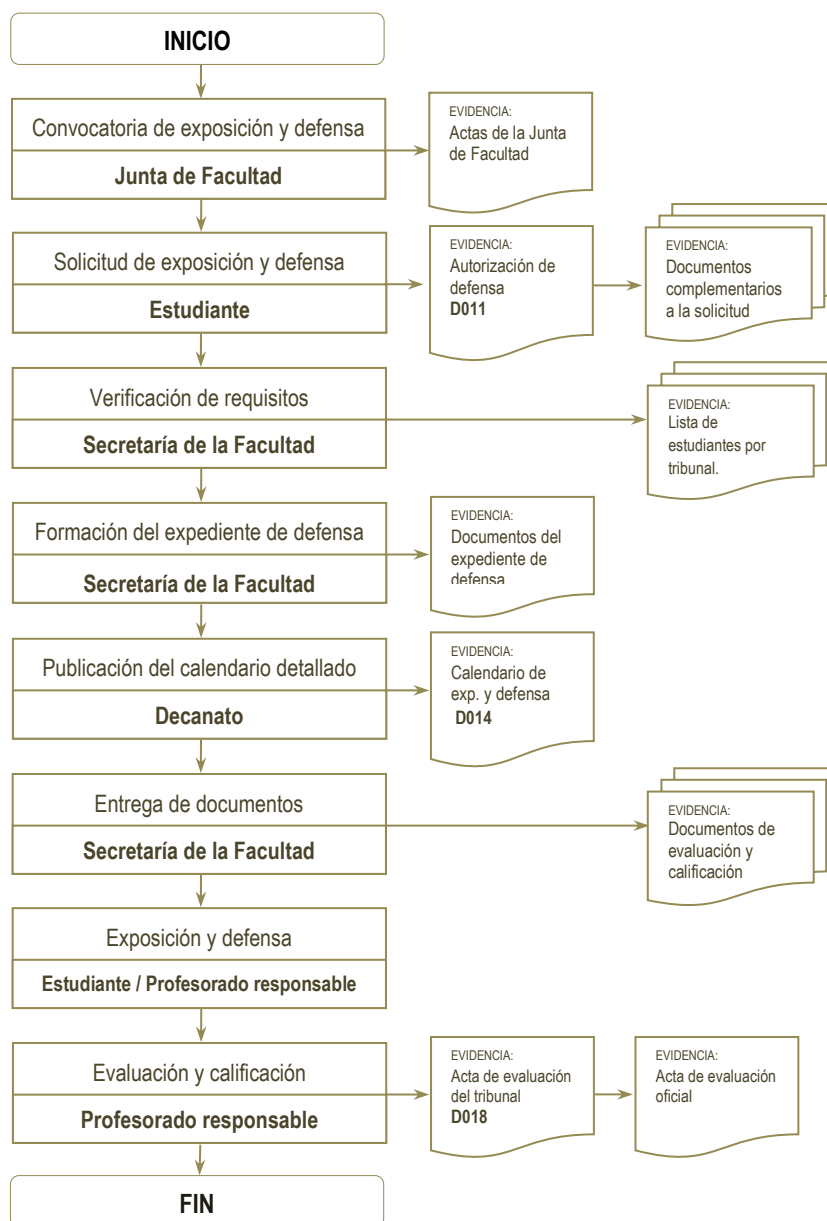 INICIO
Convocatoria de exposición y defensa
Junta de Facultad
EVIDENCIA:
Actas de la Junta
de Facultad
Solicitud de exposición y defensa
Estudiante
EVIDENCIA:
Autorización de
defensa
D011
EVIDENCIA:
Documentos
complementarios
a la solicitud
Verificación de requisitos
Secretaría de la Facultad
EVIDENCIA:
Lista de
estudiantes por
tribunal.
Formación del expediente de defensa
Secretaría de la Facultad
EVIDENCIA:
Documentos del
expediente de
defensa
Publicación del calendario detallado
Decanato
EVIDENCIA:
Calendario de
exp. y defensa
D014
Entrega de documentos
Secretaría de la Facultad
EVIDENCIA:
Documentos de
evaluación y
calificación
Exposición y defensa
Estudiante / Profesorado responsable
Evaluación y calificación
Profesorado responsable
EVIDENCIA:
Acta de evaluación
del tribunal
D018
EVIDENCIA:
Acta de evaluación
oficial
FIN